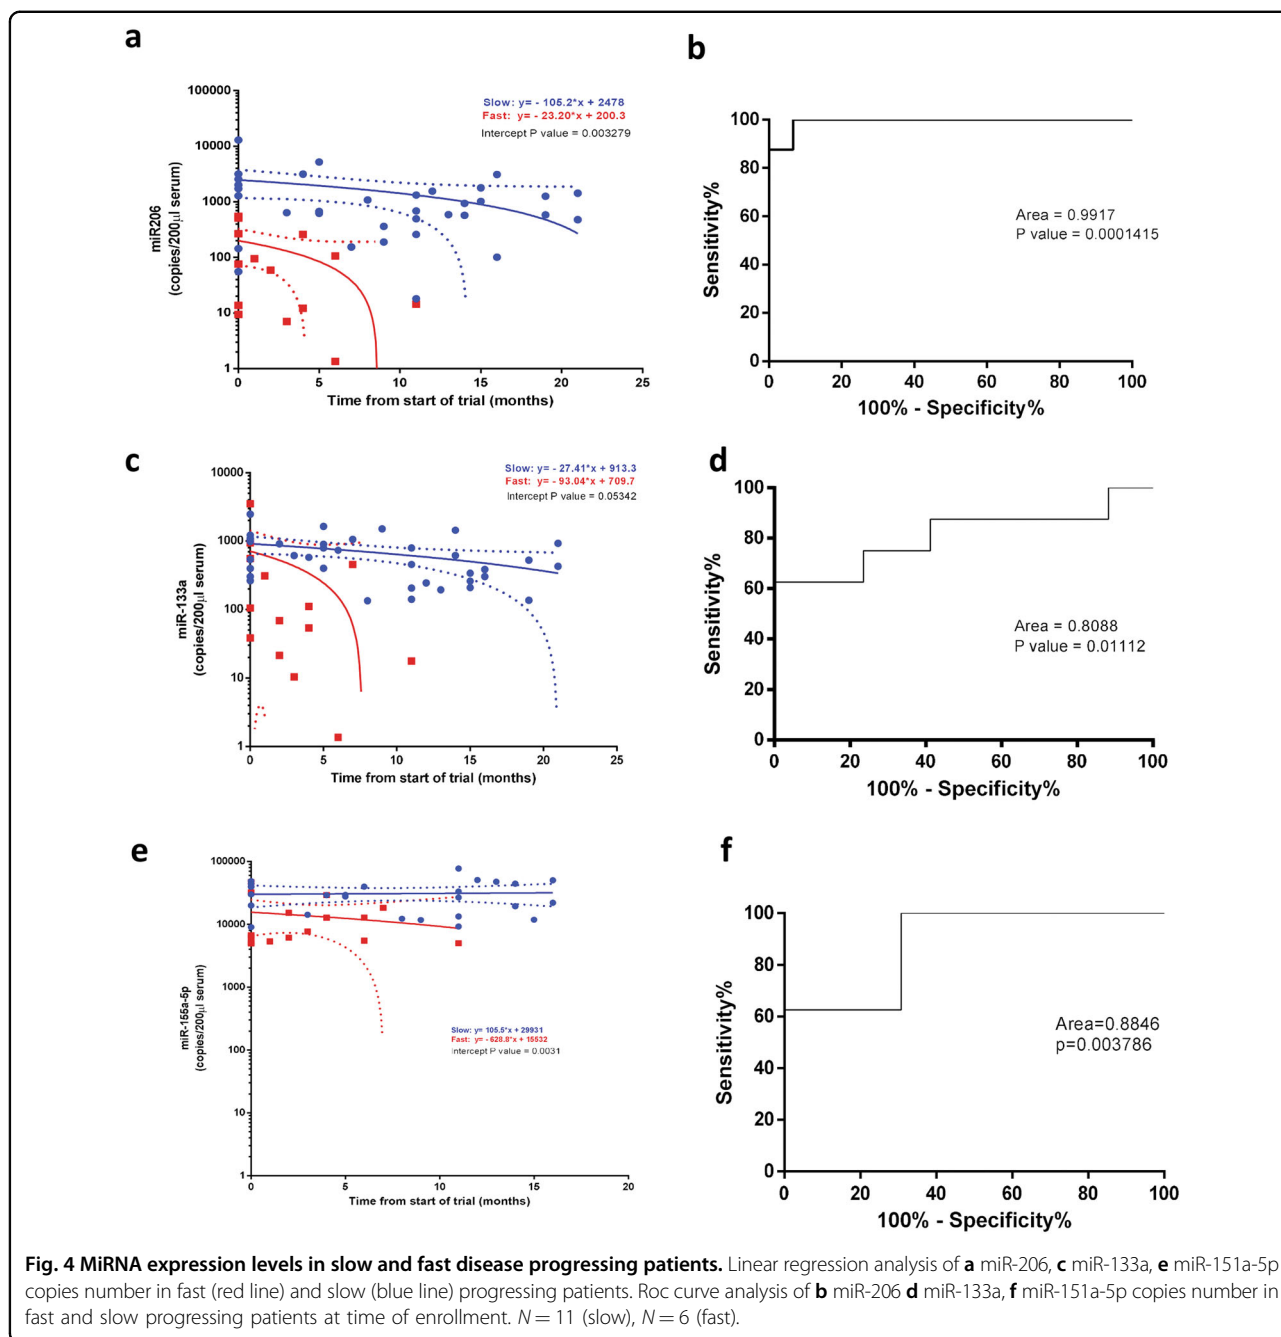 a
100000
10000
1000
100
10
1
miR206
(copies/200µl serum)
Slow: y= - 105.2*x + 2478
Fast: y= - 23.20*x + 200.3
Intercept P value = 0.003279
0 5 10 15 20 25
Time from start of trial (months)
b
100
80
60
40
20
0
Sensitivity%
Area = 0.9917
P value = 0.0001415
0 20 40 60 80 100
100% - Specificity%
c
10000
1000
100
10
1
miR-133a
(copies/200µl serum)
Slow: y= - 27.41*x + 913.3
Fast: y= - 93.04*x + 709.7
Intercept P value = 0.05342
0 5 10 15 20 25
Time from start of trial (months)
d
100
80
60
40
20
0
Sensitivity%
Area = 0.8088
P value = 0.01112
0 20 40 60 80 100
100% - Specificity%
e
100000
10000
1000
100
10
1
miR-155a-5p
(copies/200µl serum)
Slow: y= 105.5*x + 29931
Fast: y= - 628.8*x + 15532
Intercept P value = 0.0031
0 5 10 15 20
Time from start of trial (months)
f
100
80
60
40
20
0
Sensitivity%
Area=0.8846
p=0.003786
0 20 40 60 80 100
100% - Specificity%
Fig. 4 MiRNA expression levels in slow and fast disease progressing patients. Linear regression analysis of a miR-206, c miR-133a, e miR-151a-5p
copies number in fast (red line) and slow (blue line) progressing patients. Roc curve analysis of b miR-206 d miR-133a, f miR-151a-5p copies number in
fast and slow progressing patients at time of enrollment. N = 11 (slow), N = 6 (fast).